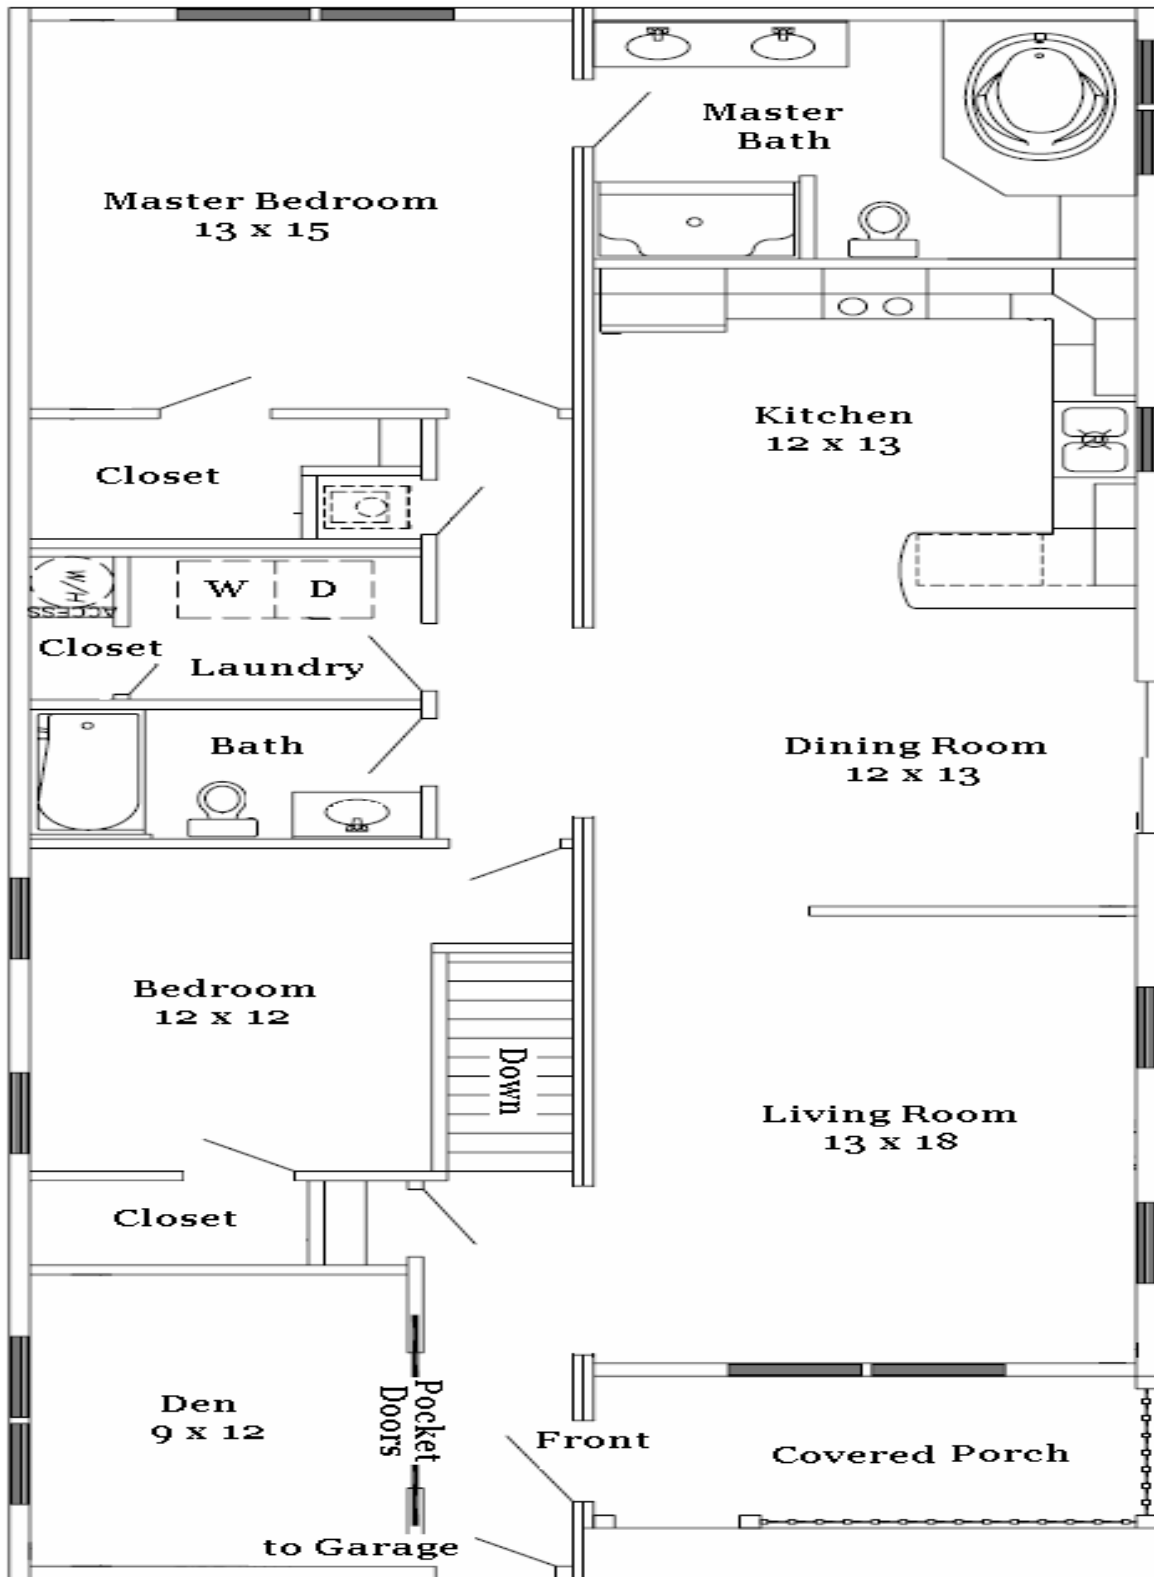 Master
Bath
Master Bedroom
13 x 15
Kitchen
12 x 13
Closet
W/H
ACCESS
W D
Closet
Laundry
Bath
Dining Room
12 x 13
Bedroom
12 x 12
Down
Living Room
13 x 18
Closet
Den
9 x 12
Pocket
Doors
Front
Covered Porch
to Garage